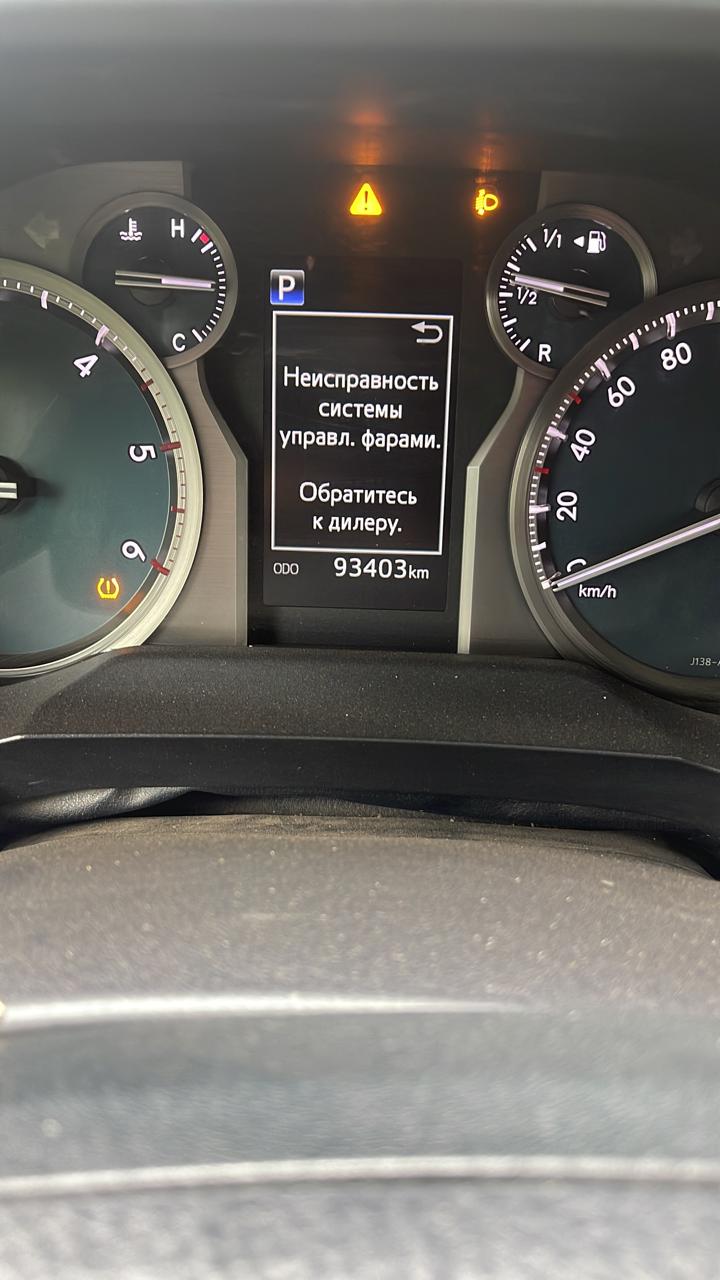 H
C
1/1
1/2
R
P
Неисправность
системы
управл. фарами.
Обратитесь
к дилеру.
ODO 93403km
4
5
6
80
60
40
20
0
km/h